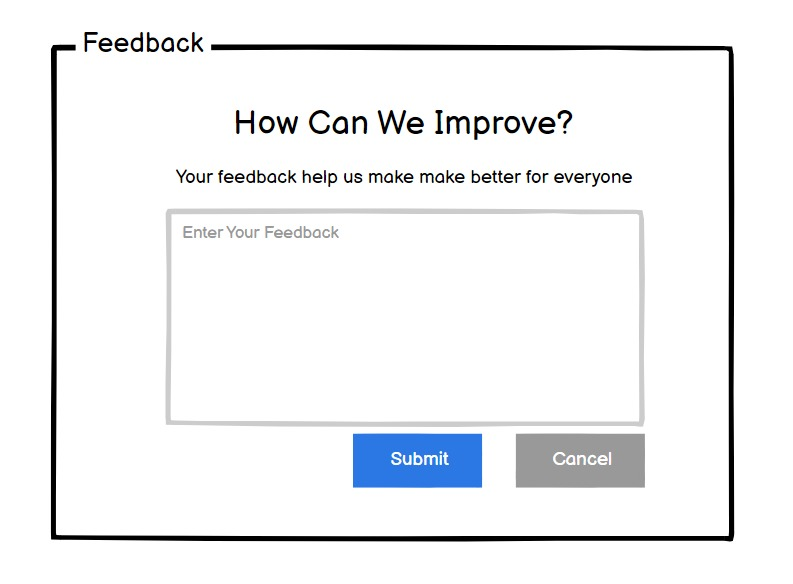 Feedback
How Can We Improve?
Your feedback help us make make better for everyone
Enter Your Feedback
Submit
Cancel